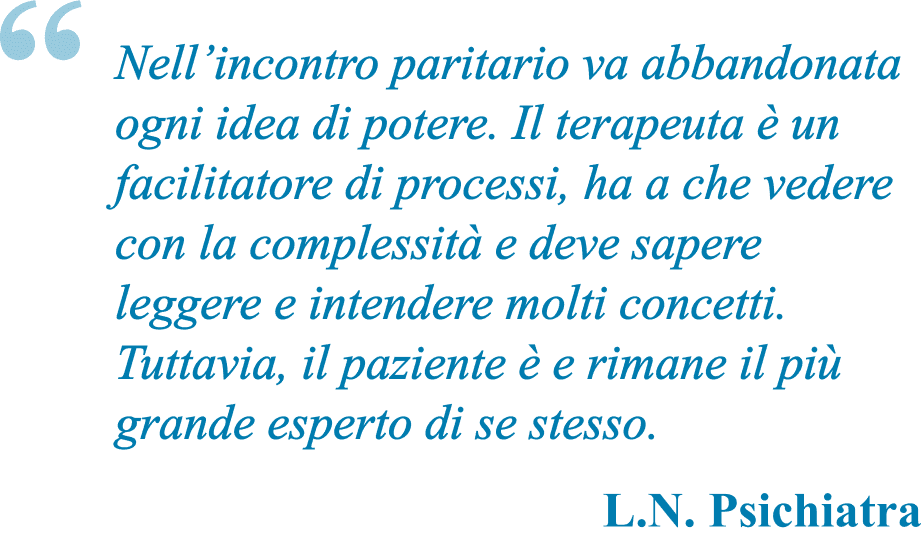 “
Nell’incontro paritario va abbandonata
ogni idea di potere. Il terapeuta è un
facilitatore di processi, ha a che vedere
con la complessità e deve sapere
leggere e intendere molti concetti.
Tuttavia, il paziente è e rimane il più
grande esperto di se stesso.
L.N. Psichiatra